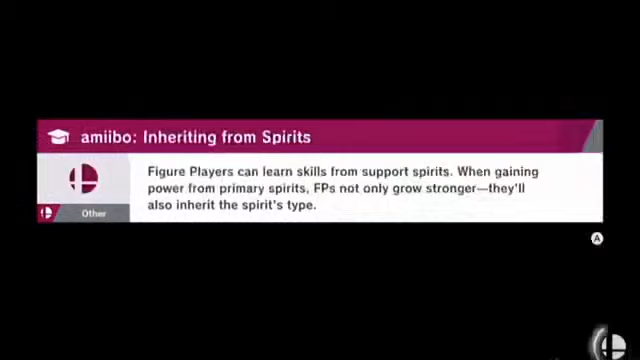 amiibo: Inheriting from Spirits
Figure Players can learn skills from support spirits. When gaining
power from primary spirits, FPs not only grow stronger—they'll
also inherit the spirit's type.
Other
A